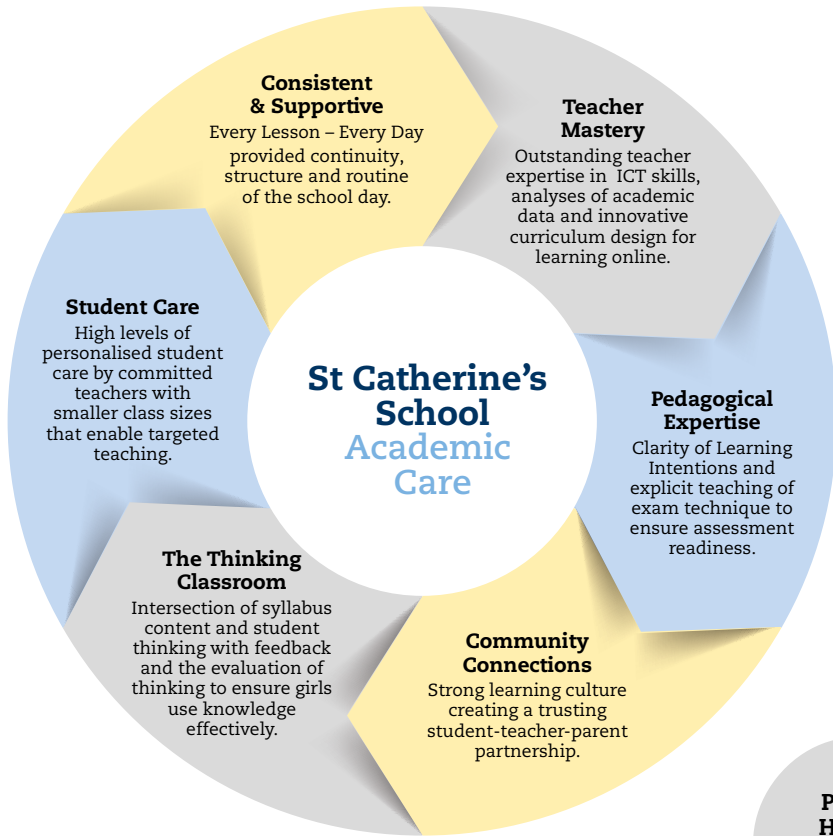 Consistent
& Supportive
Every Lesson – Every Day
provided continuity,
structure and routine
of the school day.
Teacher
Mastery
Outstanding teacher
expertise in ICT skills,
analyses of academic
data and innovative
curriculum design for
learning online.
Pedagogical
Expertise
Clarity of Learning
Intentions and
explicit teaching of
exam technique to
ensure assessment
readiness.
Community
Connections
Strong learning culture
creating a trusting
student-teacher-parent
partnership.
The Thinking
Classroom
Intersection of syllabus
content and student
thinking with feedback
and the evaluation of
thinking to ensure girls
use knowledge
effectively.
Student Care
High levels of
personalised student
care by committed
teachers with
smaller class sizes
that enable targeted
teaching.
St Catherine's
School
Academic
Care